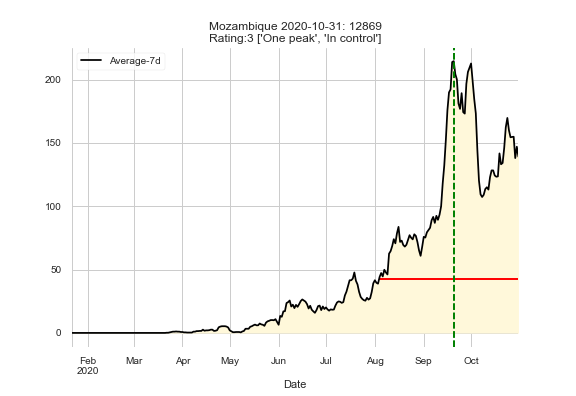 Mozambique 2020-10-31: 12869
Rating:3 ['One peak', 'In control']
Average-7d
200
150
100
50
0
Feb Mar Apr May Jun Jul Aug Sep Oct
2020
Date